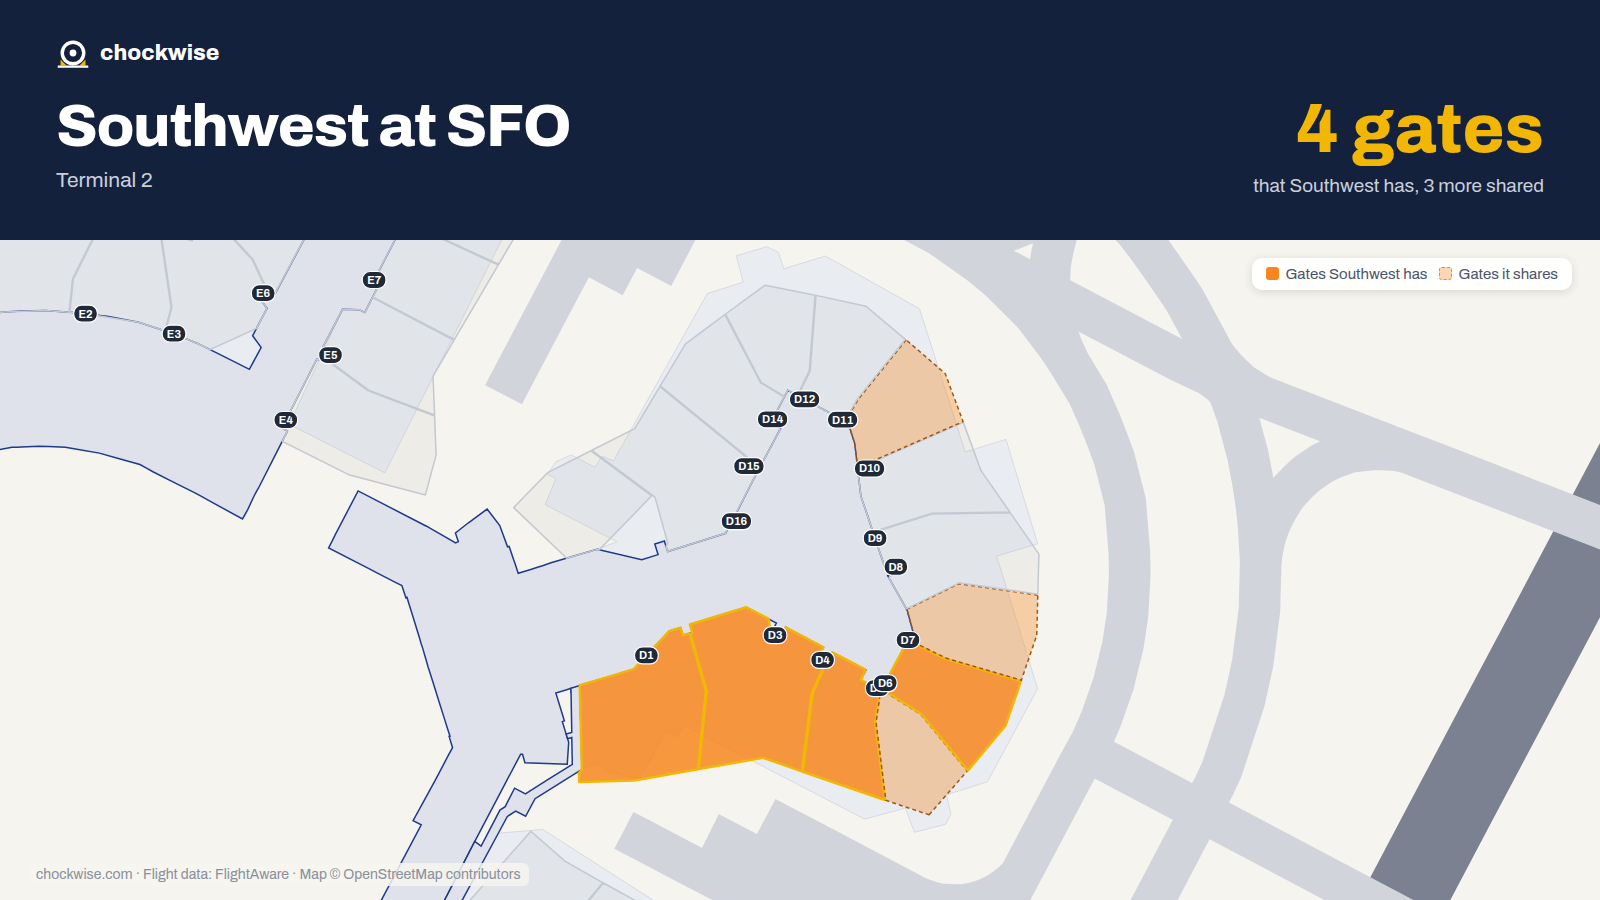 chockwise
Southwest at SFO
Terminal 2
4 gates
that Southwest has, 3 more shared
Gates Southwest has
Gates it shares
E7
E6
E2
E3
E5
E4
D12
D14
D11
D15
D10
D16
D9
D8
D3
D7
D1
D4
D6
chockwise.com · Flight data: FlightAware · Map © OpenStreetMap contributors